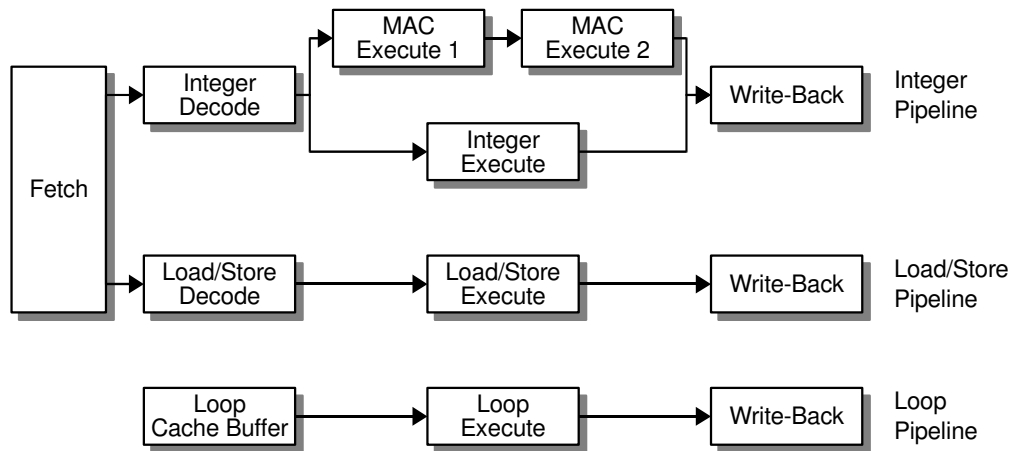 MAC
Execute 1
MAC
Execute 2
Integer
Decode
Write-Back
Integer
Pipeline
Integer
Execute
Fetch
Load/Store
Decode
Load/Store
Execute
Write-Back
Load/Store
Pipeline
Loop
Cache Buffer
Loop
Execute
Write-Back
Loop
Pipeline